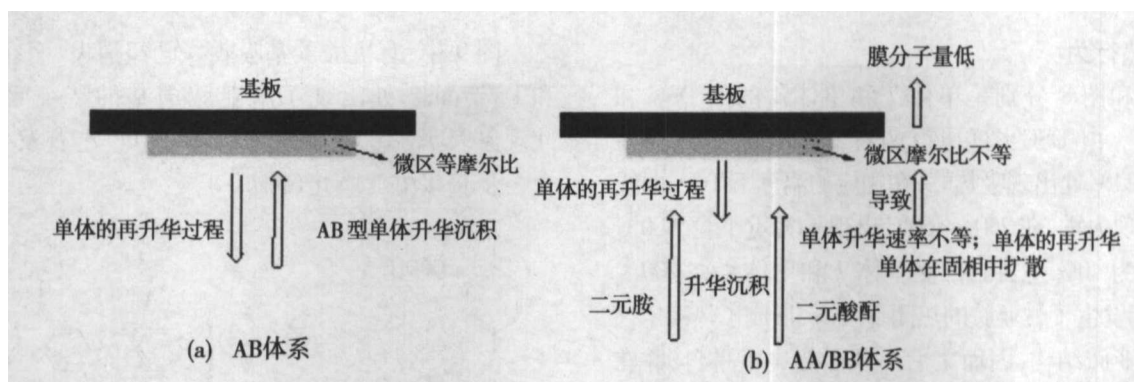 基板
微区等摩尔比
单体的再升华过程
AB型单体升华沉积
(a) AB体系
膜分子量低
基板
微区摩尔比不等
单体的再升华过程
导致
单体升华速率不等；单体的再升华
单体在固相中扩散
升华沉积
二元胺
二元酸酐
(b) AA/BB体系